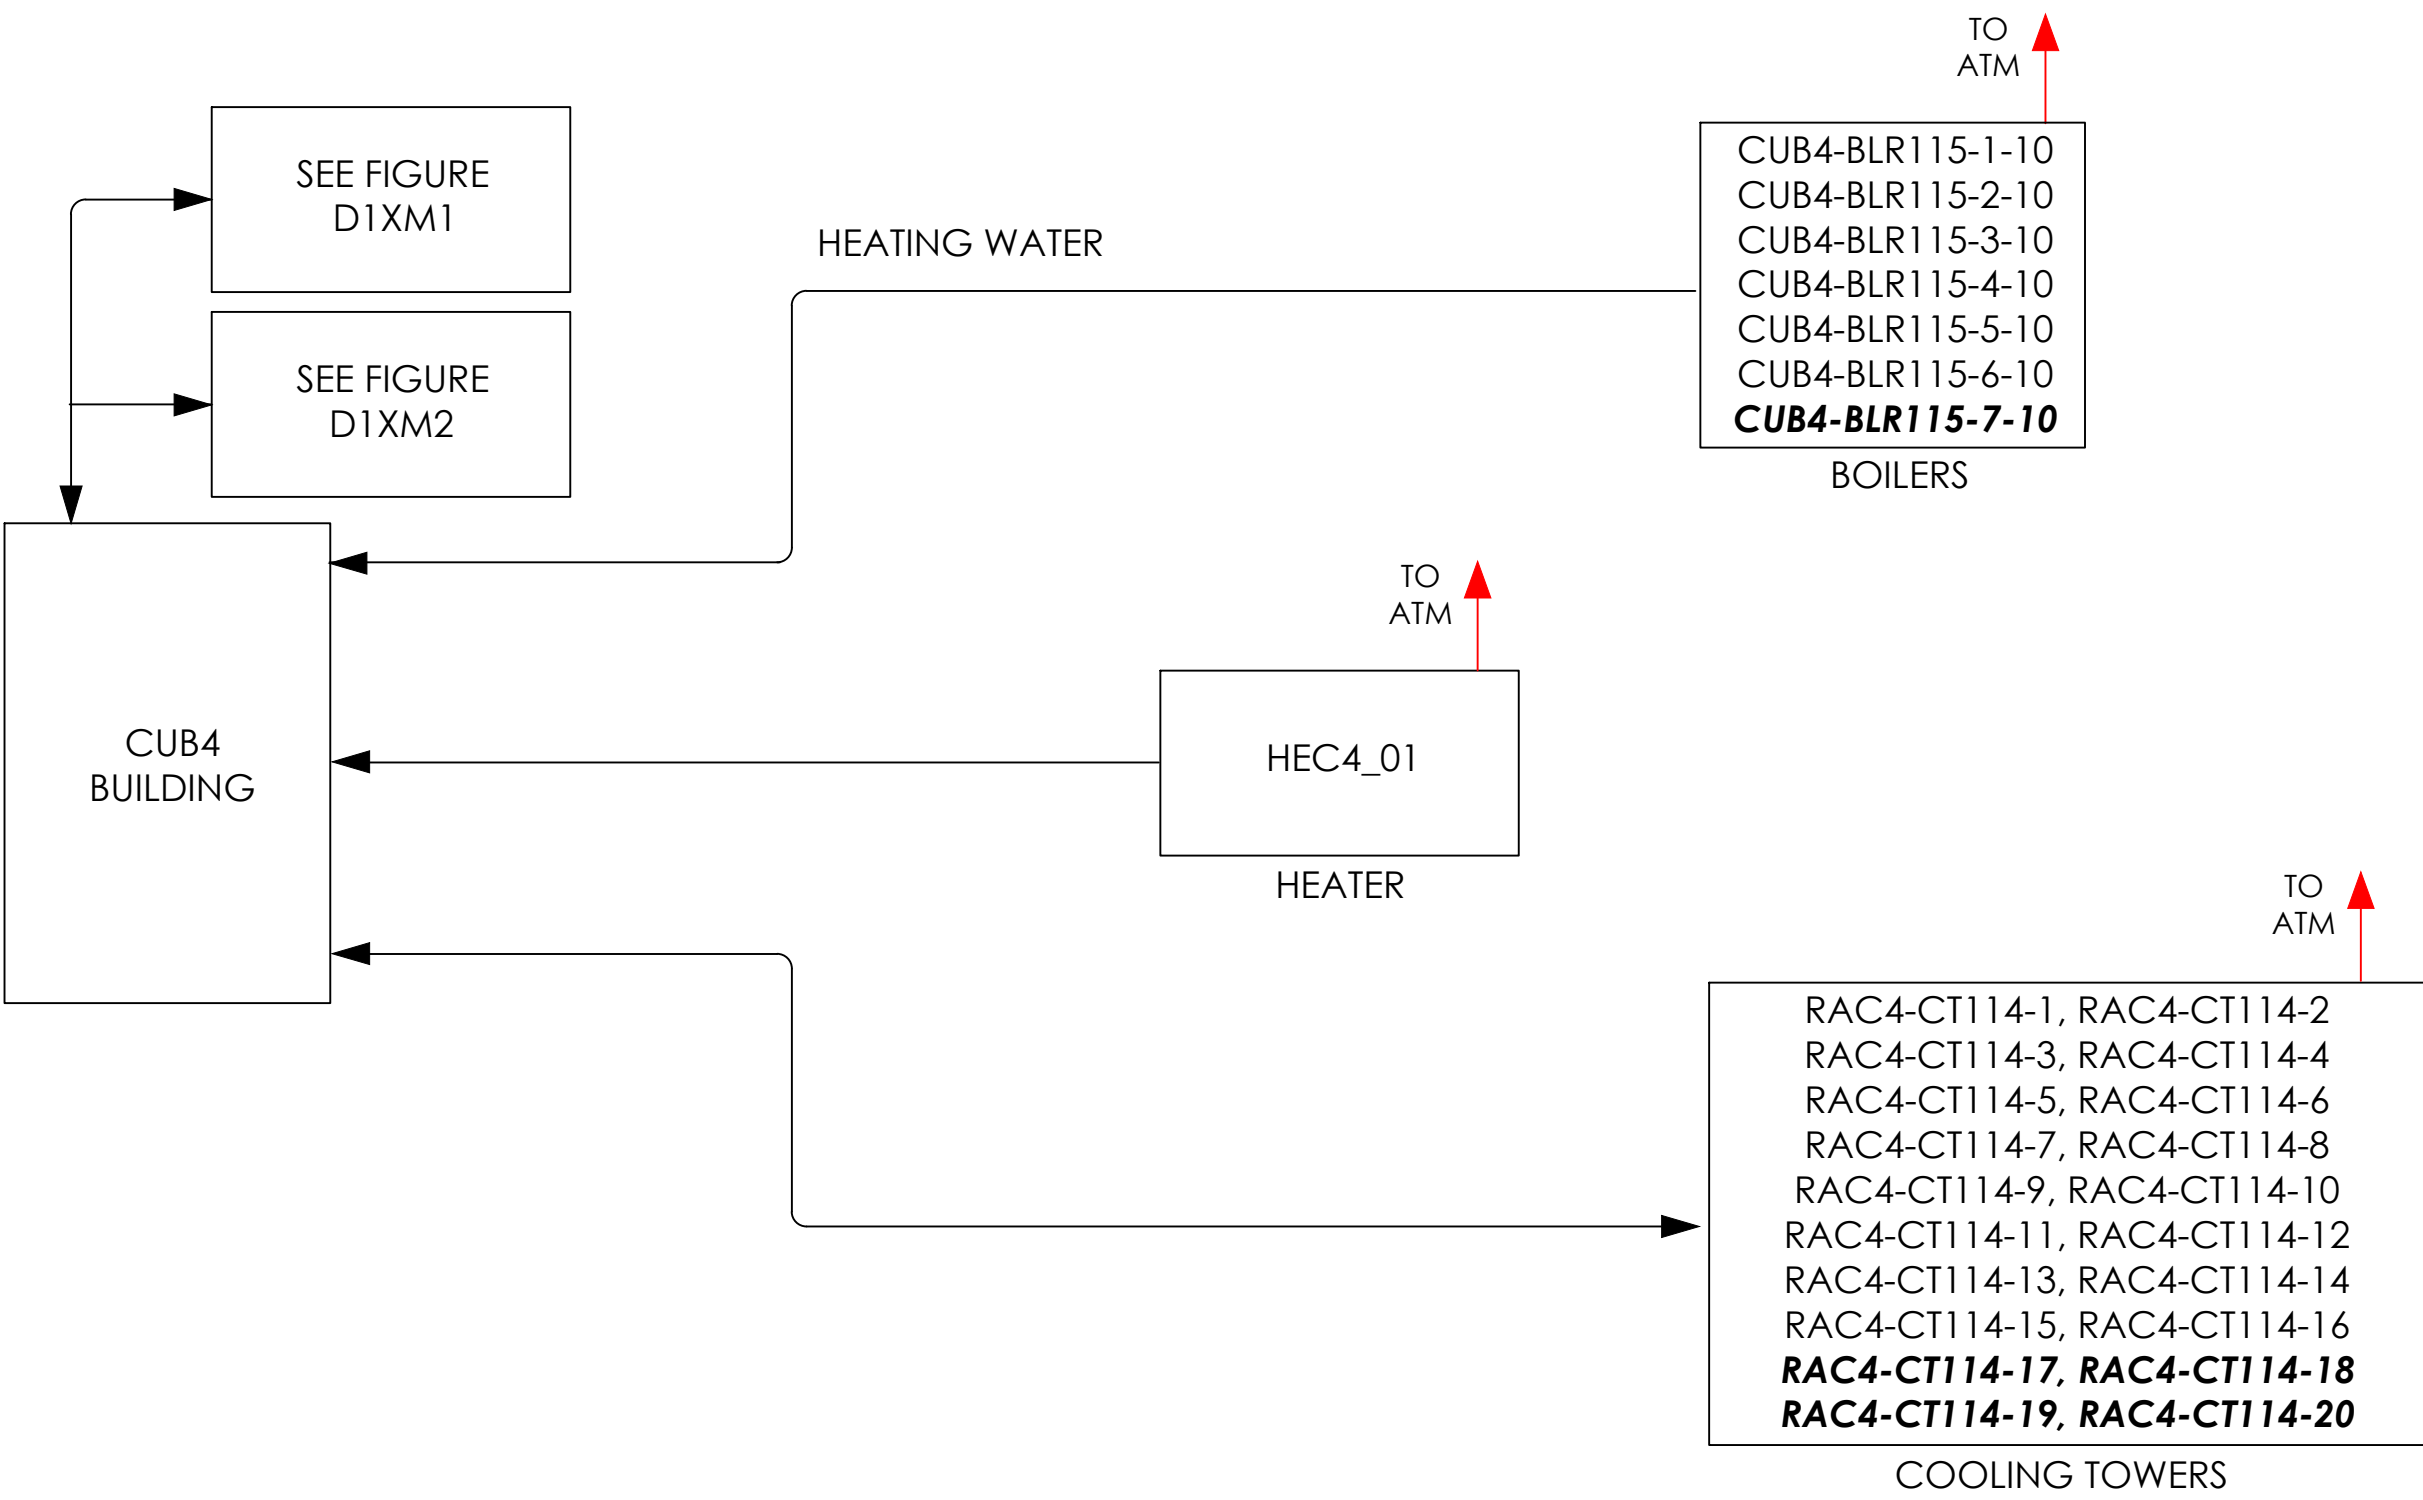 TO
ATM
CUB4-BLR115-1-10
CUB4-BLR115-2-10
CUB4-BLR115-3-10
CUB4-BLR115-4-10
CUB4-BLR115-5-10
CUB4-BLR115-6-10
CUB4-BLR115-7-10
BOILERS
SEE FIGURE
D1XM1
HEATING WATER
SEE FIGURE
D1XM2
CUB4
BUILDING
TO
ATM
HEC4_01
HEATER
TO
ATM
RAC4-CT114-1, RAC4-CT114-2
RAC4-CT114-3, RAC4-CT114-4
RAC4-CT114-5, RAC4-CT114-6
RAC4-CT114-7, RAC4-CT114-8
RAC4-CT114-9, RAC4-CT114-10
RAC4-CT114-11, RAC4-CT114-12
RAC4-CT114-13, RAC4-CT114-14
RAC4-CT114-15, RAC4-CT114-16
RAC4-CT114-17, RAC4-CT114-18
RAC4-CT114-19, RAC4-CT114-20
COOLING TOWERS